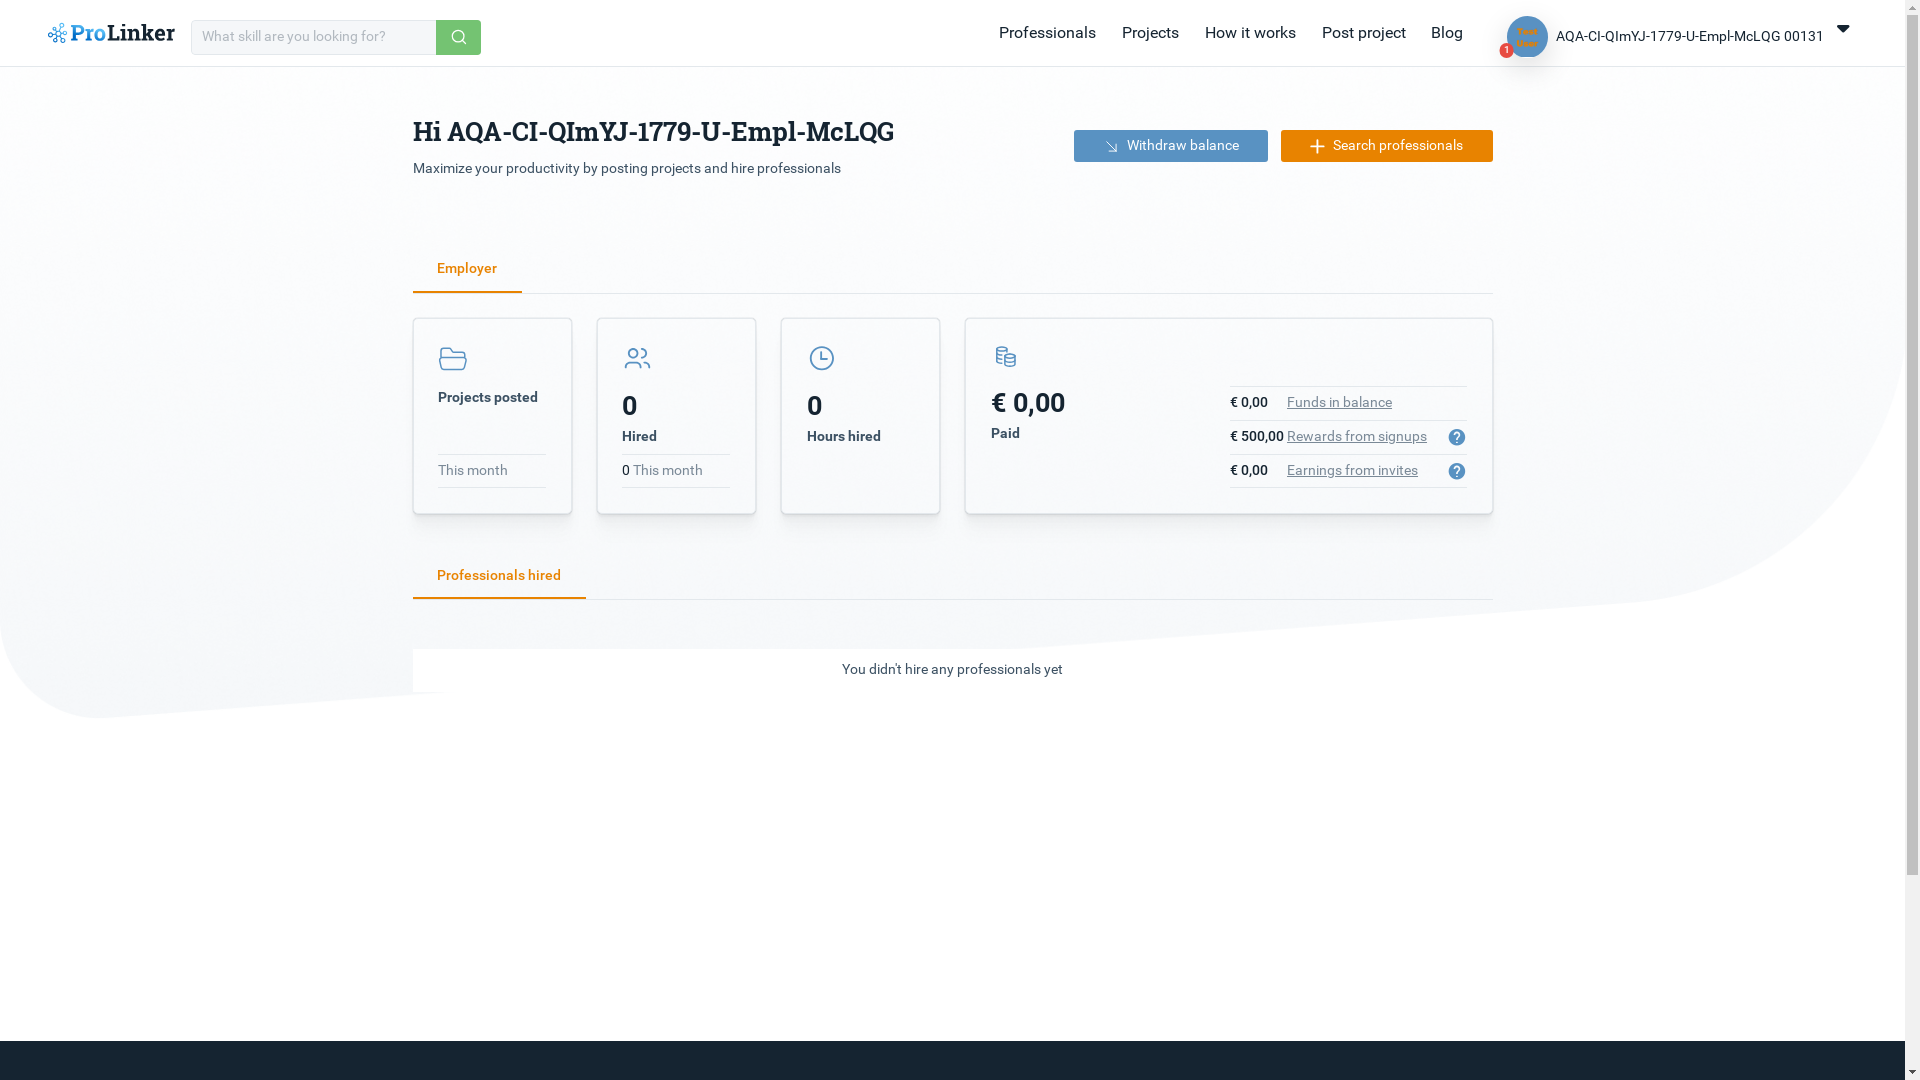 ProLinker
What skill are you looking for?
Professionals
Projects
How it works
Post project
Blog
1
Test
User
AQA-CI-QImYJ-1779-U-Empl-McLQG 00131
Hi AQA-CI-QImYJ-1779-U-Empl-McLQG
Maximize your productivity by posting projects and hire professionals
Withdraw balance
Search professionals
Employer
Projects posted
This month
0
Hired
0 This month
0
Hours hired
€ 0,00
Paid
€ 0,00 Funds in balance
€ 500,00 Rewards from signups ?
€ 0,00 Earnings from invites ?
Professionals hired
You didn't hire any professionals yet